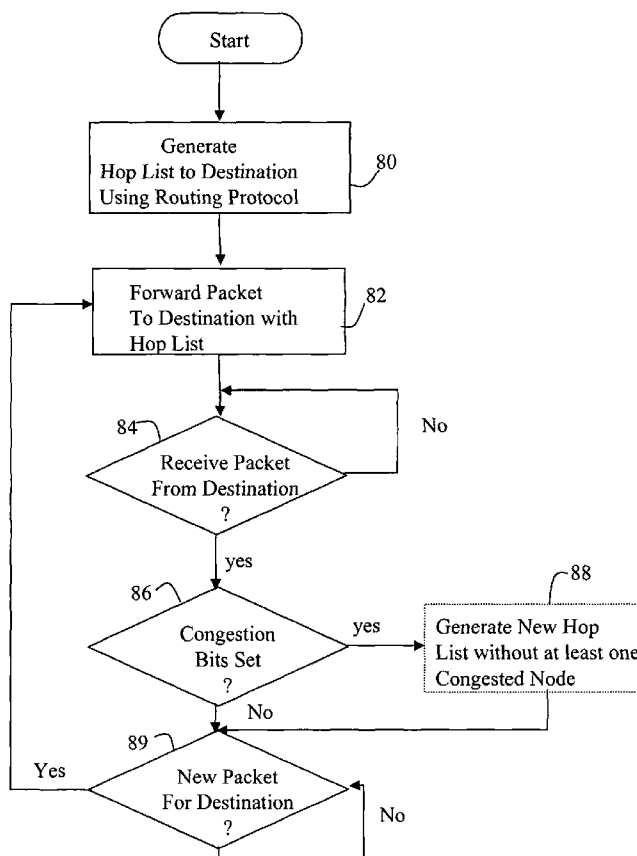 Start
Generate
Hop List to Destination
Using Routing Protocol
80
Forward Packet
To Destination with
Hop List
82
84
Receive Packet
From Destination
?
No
yes
86
Congestion
Bits Set
?
yes
88
Generate New Hop
List without at least one
Congested Node
No
89
Yes
New Packet
For Destination
?
No